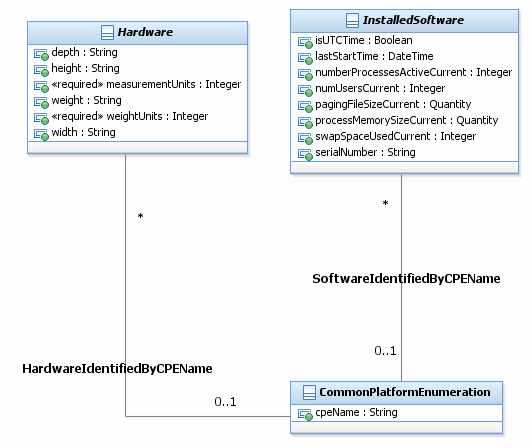 Hardware
depth : String
height : String
«required» measurementUnits : Integer
weight : String
«required» weightUnits : Integer
width : String
InstalledSoftware
isUTCTime : Boolean
lastStartTime : DateTime
numberProcessesActiveCurrent : Integer
numUsersCurrent : Integer
pagingFileSizeCurrent : Quantity
processMemorySizeCurrent : Quantity
swapSpaceUsedCurrent : Integer
serialNumber : String
*
*
SoftwareIdentifiedByCPEName
0..1
HardwareIdentifiedByCPEName
0..1
CommonPlatformEnumeration
cpeName : String